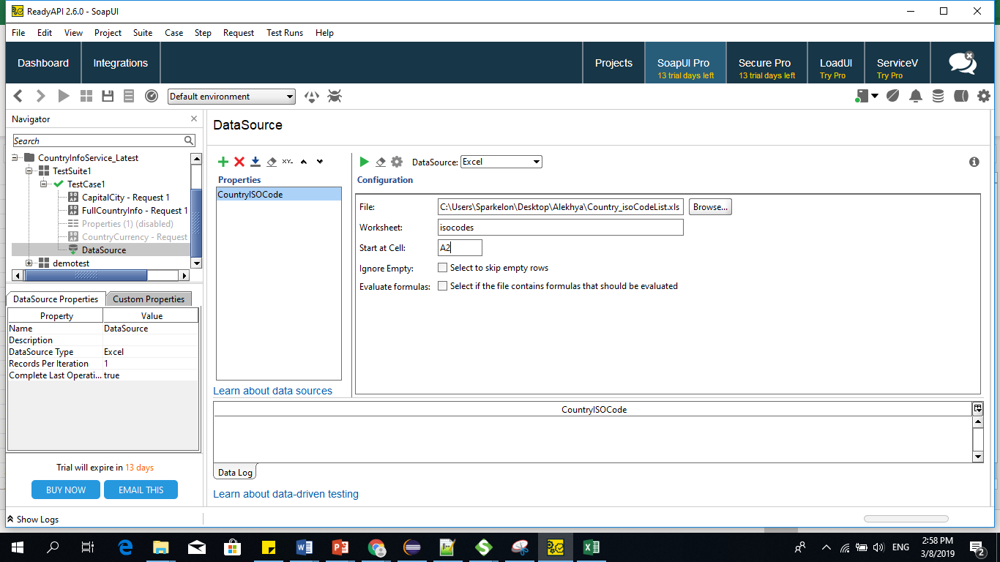 ReadyAPI 2.6.0 - SoapUI
File Edit View Project Suite Case Step Request Test Runs Help
Dashboard Integrations Projects SoapUI Pro Secure Pro LoadUI ServiceV
13 trial days left 13 trial days left Try Pro Try Pro
Default environment
Navigator
Search
CountryInfoService_Latest
TestSuite1
TestCase1
CapitalCity - Request 1
FullCountryInfo - Request 1
Properties (1) (disabled)
CountryCurrency - Request
DataSource
demotest
DataSource Properties Custom Properties
Property Value
Name DataSource
Description
DataSource Type Excel
Records Per Iteration 1
Complete Last Operati... true
Trial will expire in 13 days
BUY NOW EMAIL THIS
DataSource
XY=
Properties
CountryISOCode
Learn about data sources
DataSource: Excel
Configuration
File: C:\Users\Sparkelon\Desktop\Alekhya\Country_isoCodeList.xls Browse...
Worksheet: isocodes
Start at Cell: A2
Ignore Empty: Select to skip empty rows
Evaluate formulas: Select if the file contains formulas that should be evaluated
CountryISOCode
Data Log
Learn about data-driven testing
Show Logs
ENG 2:58 PM
3/8/2019
2